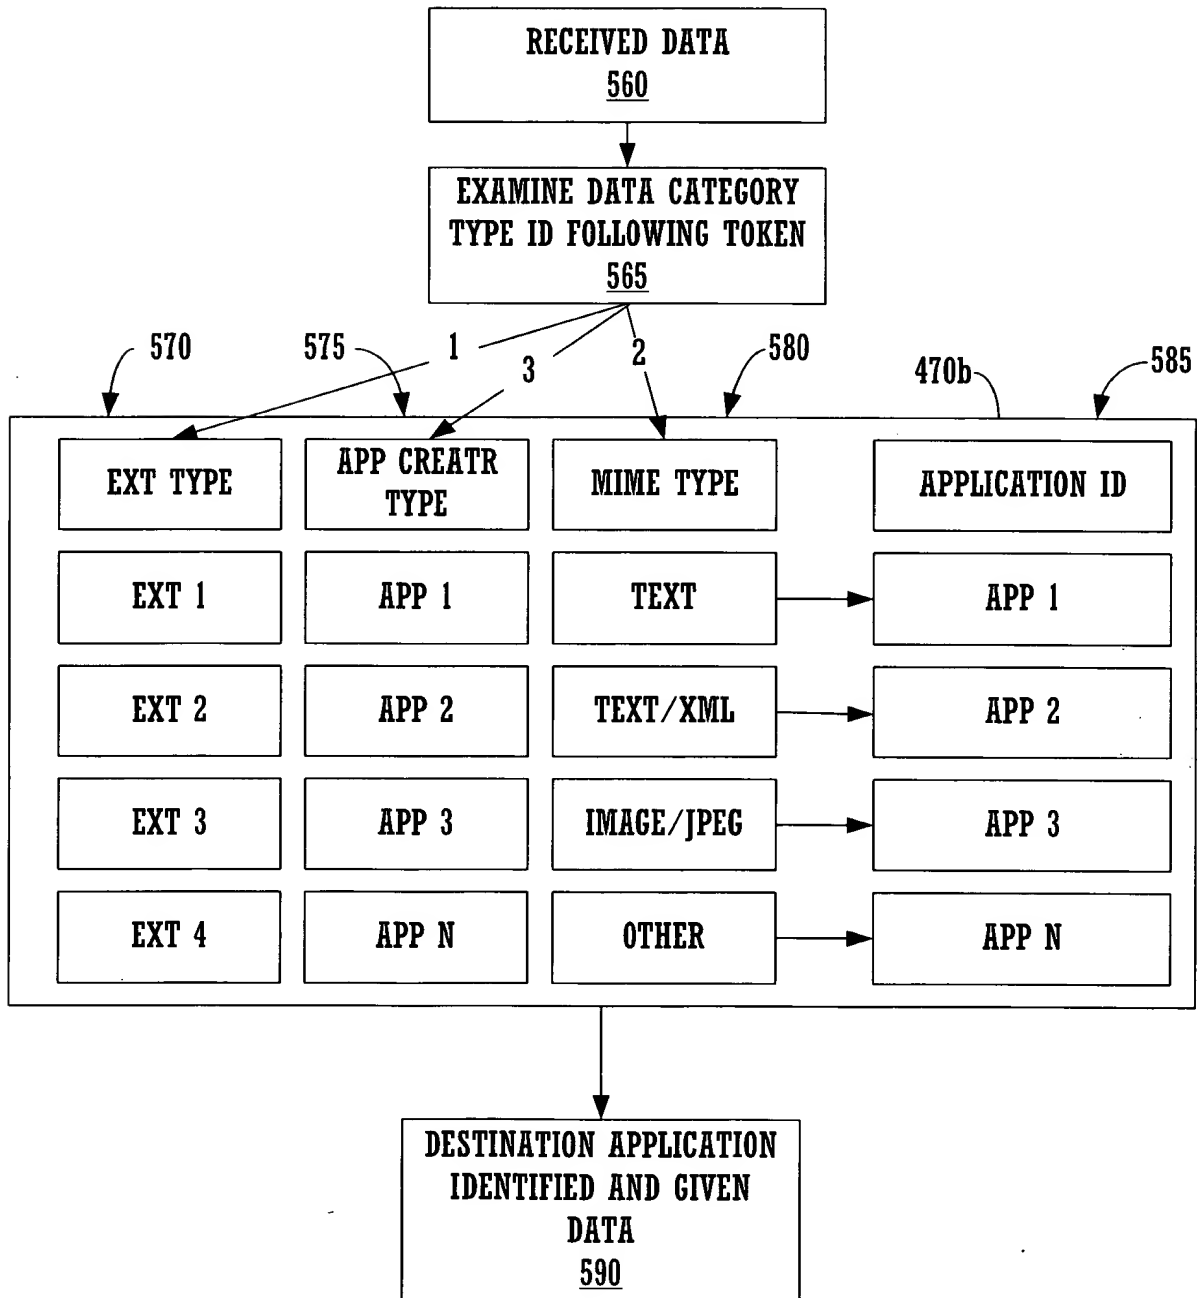 RECEIVED DATA
560
EXAMINE DATA CATEGORY
TYPE ID FOLLOWING TOKEN
565
570
575
1
3
2
580
470b
585
EXT TYPE
APP CREATR
TYPE
MIME TYPE
APPLICATION ID
EXT 1
APP 1
TEXT
APP 1
EXT 2
APP 2
TEXT/XML
APP 2
EXT 3
APP 3
IMAGE/JPEG
APP 3
EXT 4
APP N
OTHER
APP N
DESTINATION APPLICATION
IDENTIFIED AND GIVEN
DATA
590